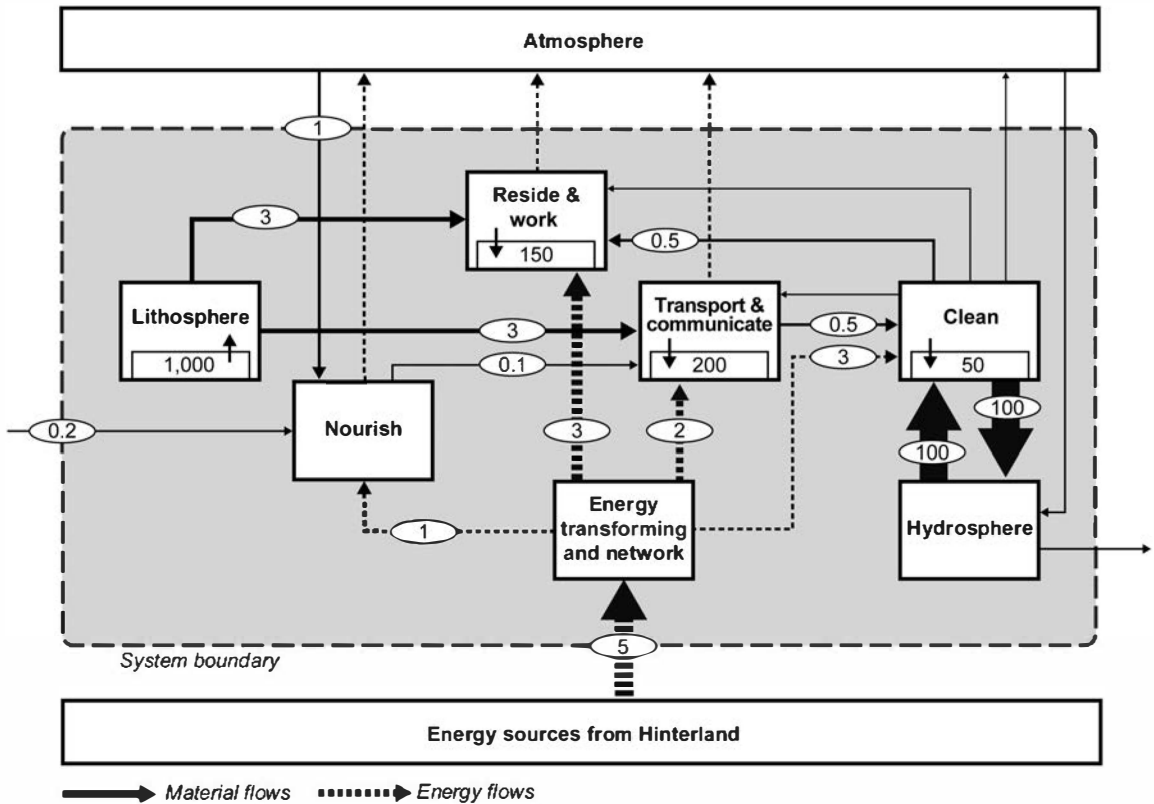 Atmosphere
1
Reside &
work
150
3
0.5
Lithosphere
1,000
Transport &
communicate
200
Clean
50
3
0.5
3
0.1
100
0.2
Nourish
3
2
100
Energy
transforming
and network
Hydrosphere
1
5
System boundary
Energy sources from Hinterland
Material flows
Energy flows